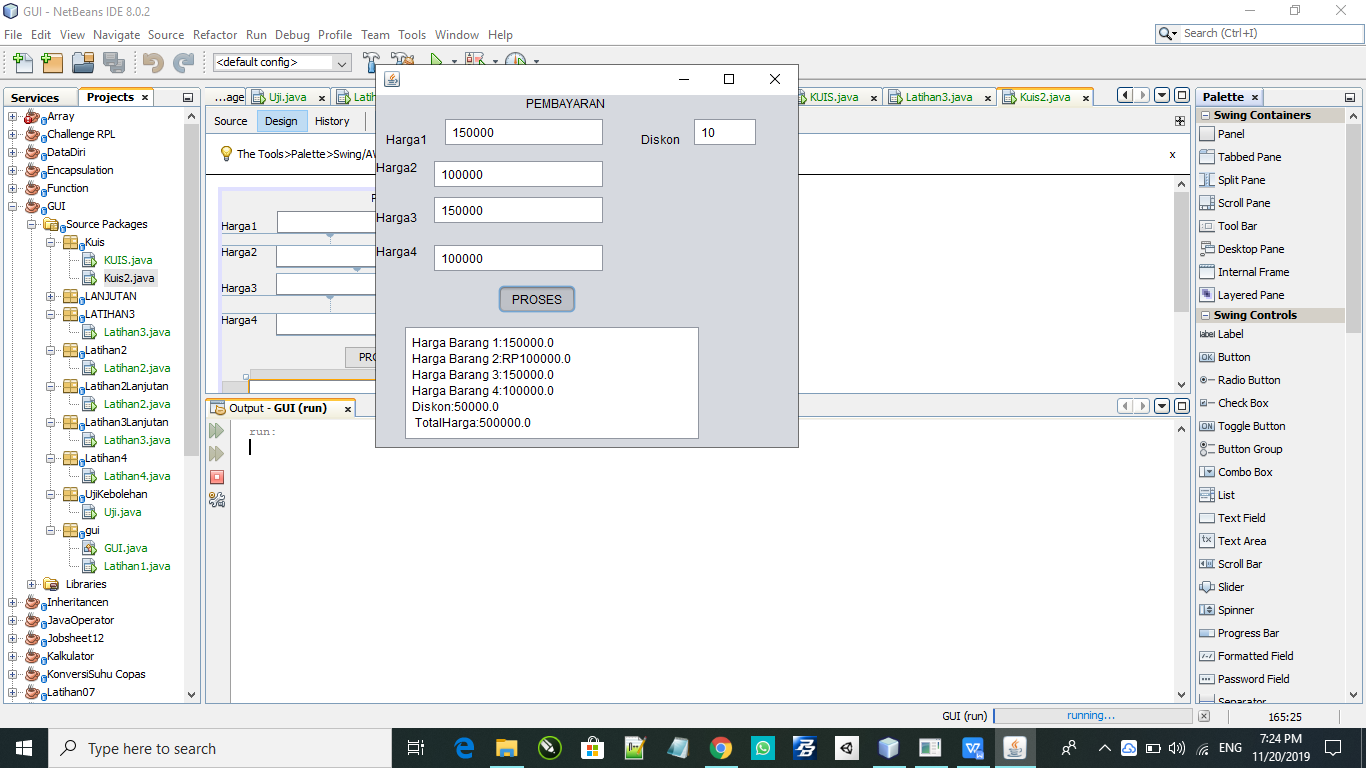 GUI - NetBeans IDE 8.0.2
File Edit View Navigate Source Refactor Run Debug Profile Team Tools Window Help
Search (Ctrl+I)
<default config>
Services
Projects
...age
Uji.java
Latih
KUIS.java
Latihan3.java
Kuis2.java
Palette
Source Design History
The Tools>Palette>Swing/AW
x
Array
Challenge RPL
DataDiri
Encapsulation
Function
GUI
Source Packages
Kuis
KUIS.java
Kuis2.java
LANJUTAN
LATIHAN3
Latihan3.java
Latihan2
Latihan2.java
Latihan2Lanjutan
Latihan2.java
Latihan3Lanjutan
Latihan3.java
Latihan4
Latihan4.java
UjiKebolehan
Uji.java
gui
GUI.java
Latihan1.java
Libraries
Inheritancen
JavaOperator
Jobsheet12
Kalkulator
KonversiSuhu Copas
Latihan07
Harga1
Harga2
Harga3
Harga4
PRO
PEMBAYARAN
Harga1 150000 Diskon 10
Harga2 100000
Harga3 150000
Harga4 100000
PROSES
Harga Barang 1:150000.0
Harga Barang 2:RP100000.0
Harga Barang 3:150000.0
Harga Barang 4:100000.0
Diskon:50000.0
TotalHarga:500000.0
Output - GUI (run)
run:
Swing Containers
Panel
Tabbed Pane
Split Pane
Scroll Pane
Tool Bar
Desktop Pane
Internal Frame
Layered Pane
Swing Controls
label Label
OK Button
Radio Button
Check Box
ON Toggle Button
Button Group
Combo Box
List
Text Field
Text Area
Scroll Bar
Slider
Spinner
Progress Bar
Formatted Field
Password Field
Separator
GUI (run) running... 165:25
Type here to search
ENG
7:24 PM
11/20/2019